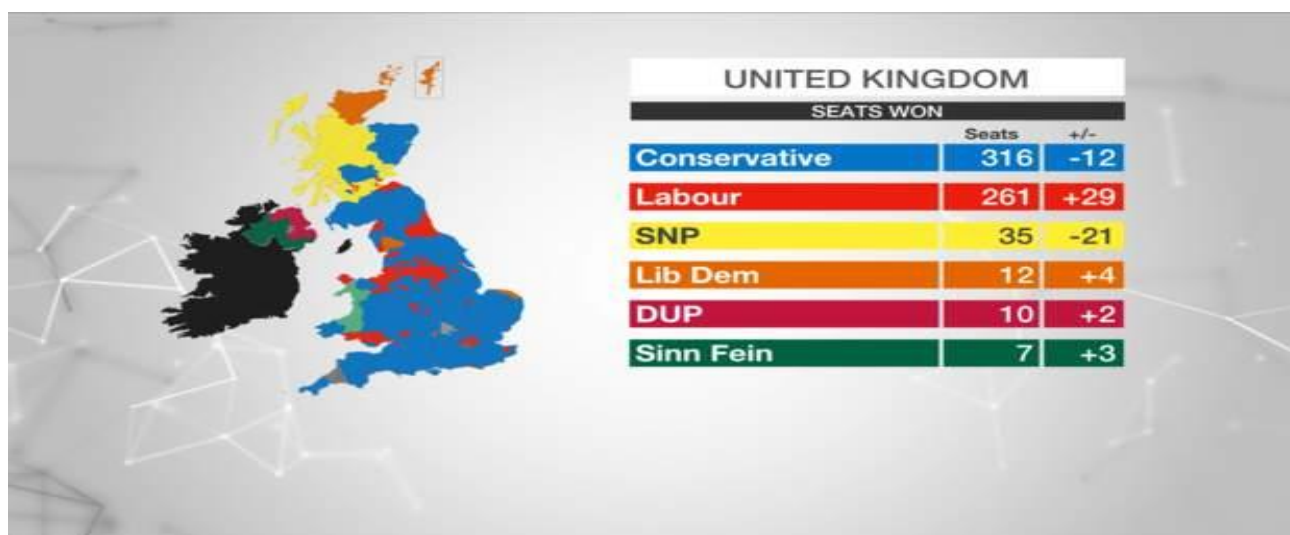 UNITED KINGDOM
SEATS WON
Seats +/-
Conservative 316 -12
Labour 261 +29
SNP 35 -21
Lib Dem 12 +4
DUP 10 +2
Sinn Fein 7 +3